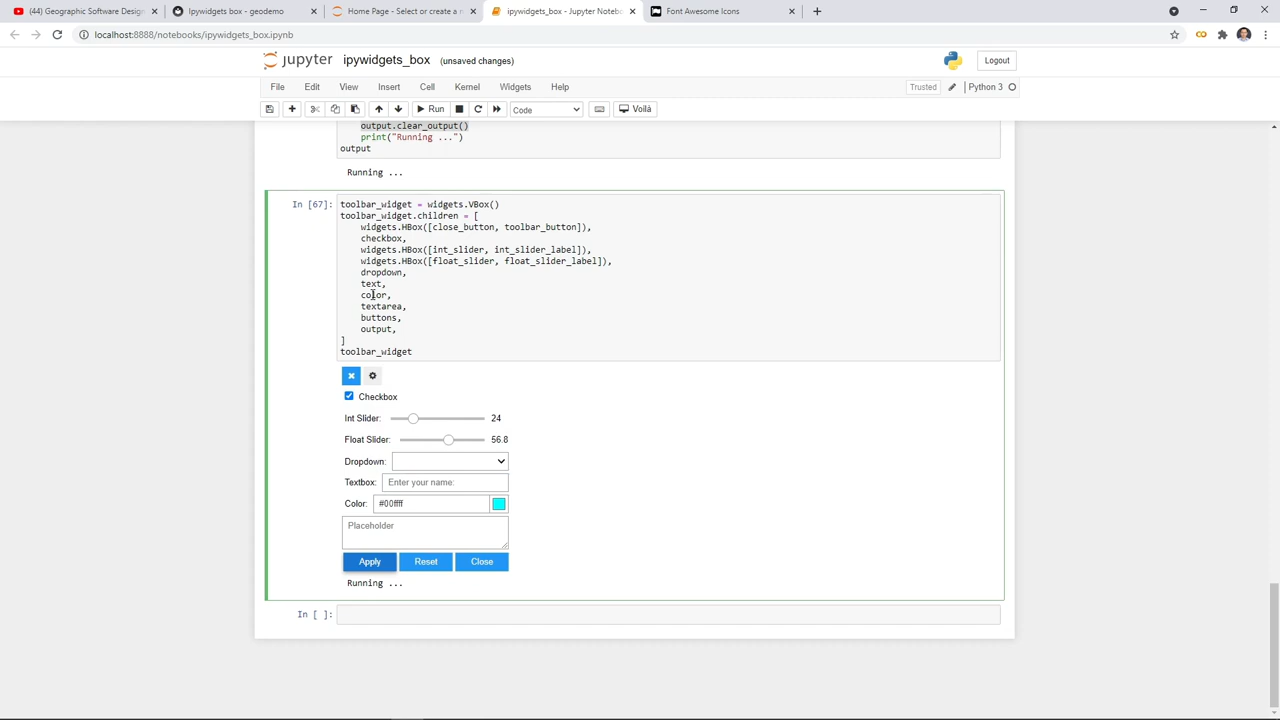 (44) Geographic Software Desig
Ipywidgets box - geodemo
Home Page - Select or create a n
ipywidgets_box - Jupyter Notebo
Font Awesome Icons
localhost:8888/notebooks/ipywidgets_box.ipynb
jupyter ipywidgets_box (unsaved changes)
Logout
File Edit View Insert Cell Kernel Widgets Help
Trusted
Python 3
Run
Code
Voilà
output.clear_output()
print("Running ...")
output
Running ...
In [67]:
toolbar_widget = widgets.VBox()
toolbar_widget.children = [
widgets.HBox([close_button, toolbar_button]),
checkbox,
widgets.HBox([int_slider, int_slider_label]),
widgets.HBox([float_slider, float_slider_label]),
dropdown,
text,
color,
textarea,
buttons,
output,
]
toolbar_widget
Checkbox
Int Slider: 24
Float Slider: 56.8
Dropdown:
Textbox: Enter your name:
Color: #00ffff
Placeholder
Apply Reset Close
Running ...
In [ ]: